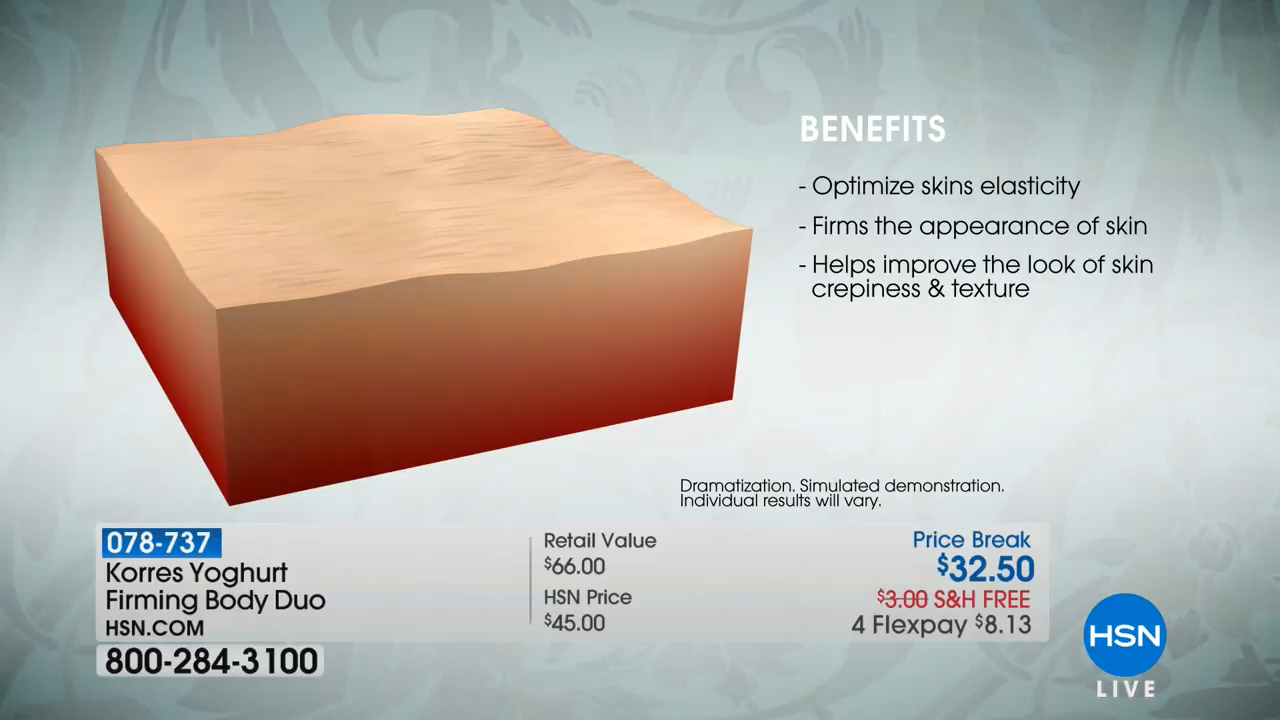 BENEFITS
- Optimize skins elasticity
- Firms the appearance of skin
- Helps improve the look of skin
crepiness & texture
Dramatization. Simulated demonstration.
Individual results will vary.
078-737
Korres Yoghurt
Firming Body Duo
HSN.COM
800-284-3100
Retail Value
$66.00
HSN Price
$45.00
Price Break
$32.50
$3.00 S&H FREE
4 Flexpay $8.13
HSN
LIVE